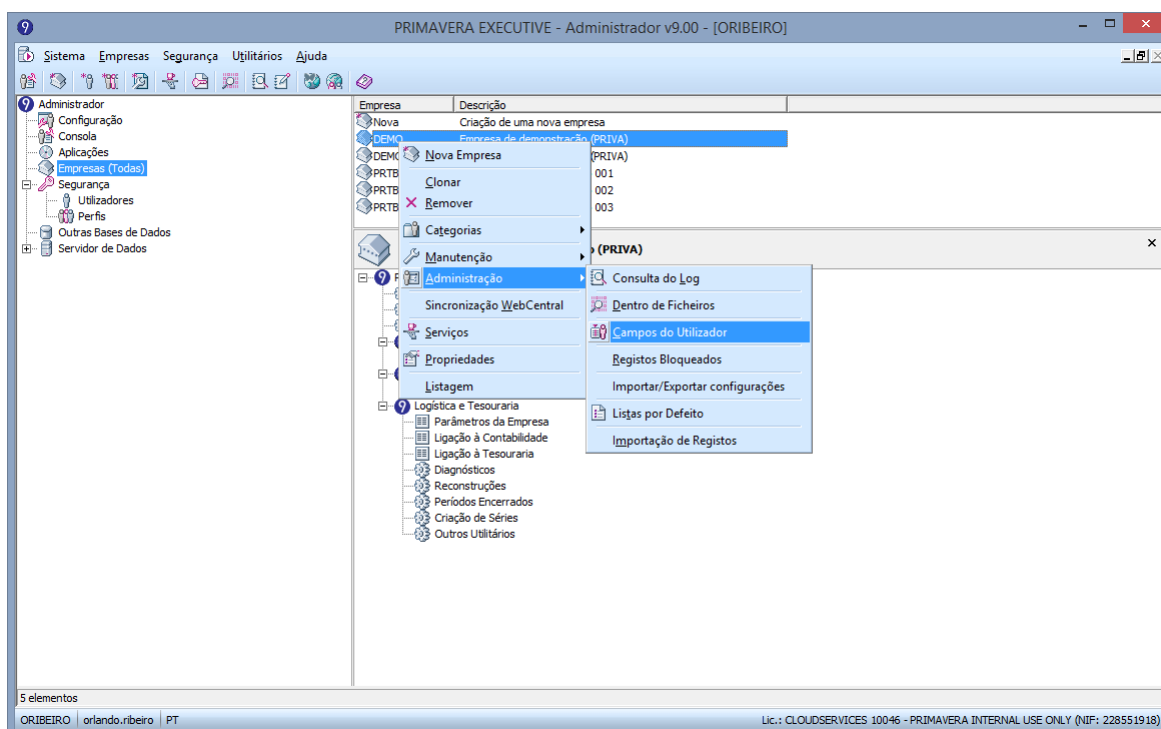 PRIMAVERA EXECUTIVE - Administrador v9.00 - [ORIBEIRO]
Sistema Empresas Segurança Utilitários Ajuda
Administrador
Configuração
Consola
Aplicações
Empresas (Todas)
Segurança
Utilizadores
Perfis
Outras Bases de Dados
Servidor de Dados
Empresa Descrição
Nova Criação de uma nova empresa
DEMO Empresa de demonstração (PRIVA)
DEMO (PRIVA)
PRTB 001
PRTB 002
PRTB 003
(PRIVA)
Nova Empresa
Clonar
Remover
Categorias
Manutenção
Administração
Sincronização WebCentral
Serviços
Propriedades
Listagem
Consulta do Log
Dentro de Ficheiros
Campos do Utilizador
Registos Bloqueados
Importar/Exportar configurações
Listas por Defeito
Importação de Registos
Logística e Tesouraria
Parâmetros da Empresa
Ligação à Contabilidade
Ligação à Tesouraria
Diagnósticos
Reconstruções
Períodos Encerrados
Criação de Séries
Outros Utilitários
5 elementos
ORIBEIRO orlando.ribeiro PT Lic.: CLOUDSERVICES 10046 - PRIMAVERA INTERNAL USE ONLY (NIF: 228551918)